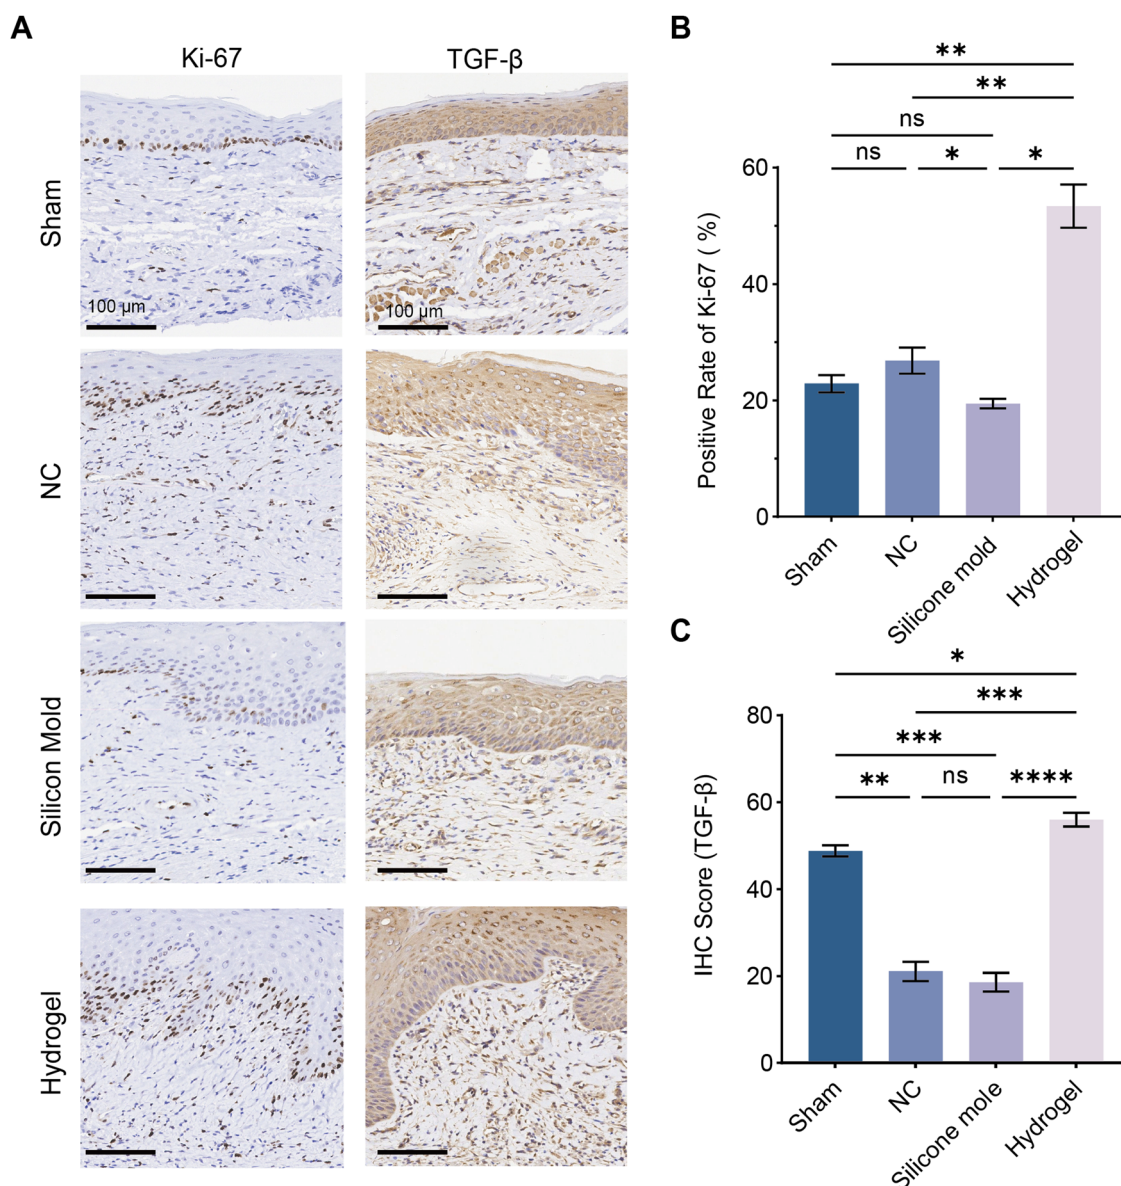 A
Ki-67
TGF-β
Sham
100 μm
100 μm
NC
Silicon Mold
Hydrogel
B
**
**
ns
ns
*
*
Positive Rate of Ki-67 ( %)
60
40
20
0
Sham
NC
Silicone mold
Hydrogel
C
*
***
***
**
ns
****
IHC Score (TGF-β)
80
60
40
20
0
Sham
NC
Silicone mole
Hydrogel